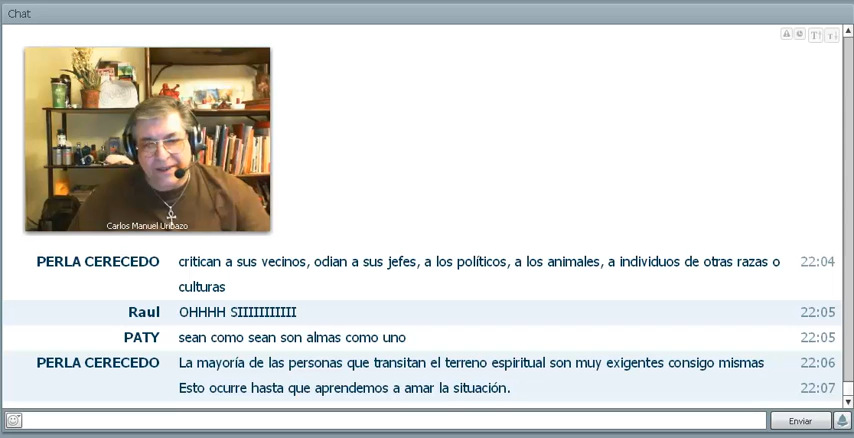 Chat
Carlos Manuel Uribazo
PERLA CERECEDO critican a sus vecinos, odian a sus jefes, a los políticos, a los animales, a individuos de otras razas o 22:04
culturas
Raul OHHHH SIIIIIIIIIII 22:05
PATY sean como sean son almas como uno 22:05
PERLA CERECEDO La mayoría de las personas que transitan el terreno espiritual son muy exigentes consigo mismas 22:06
Esto ocurre hasta que aprendemos a amar la situación. 22:07
Enviar